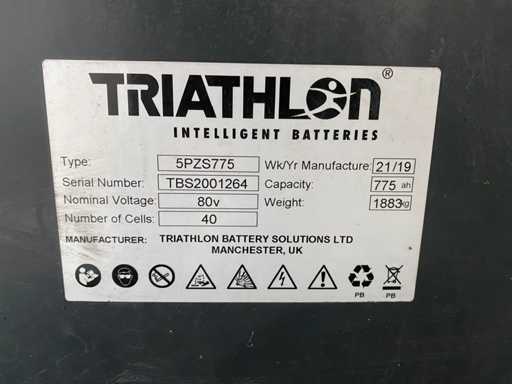 TRIATHLON®
INTELLIGENT BATTERIES
Type: 5PZS775 Wk/Yr Manufacture: 21/19
Serial Number: TBS2001264 Capacity: 775 ah
Nominal Voltage: 80v Weight: 1883kg
Number of Cells: 40
MANUFACTURER: TRIATHLON BATTERY SOLUTIONS LTD
MANCHESTER, UK
PB PB